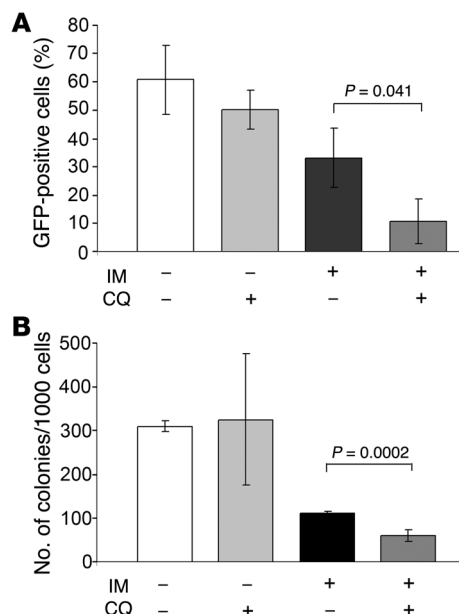 A
GFP-positive cells (%)
80
70
60
50
40
30
20
10
0
P = 0.041
IM – – + +
CQ – + – +
B
No. of colonies/1000 cells
500
400
300
200
100
0
P = 0.0002
IM – – + +
CQ – + – +